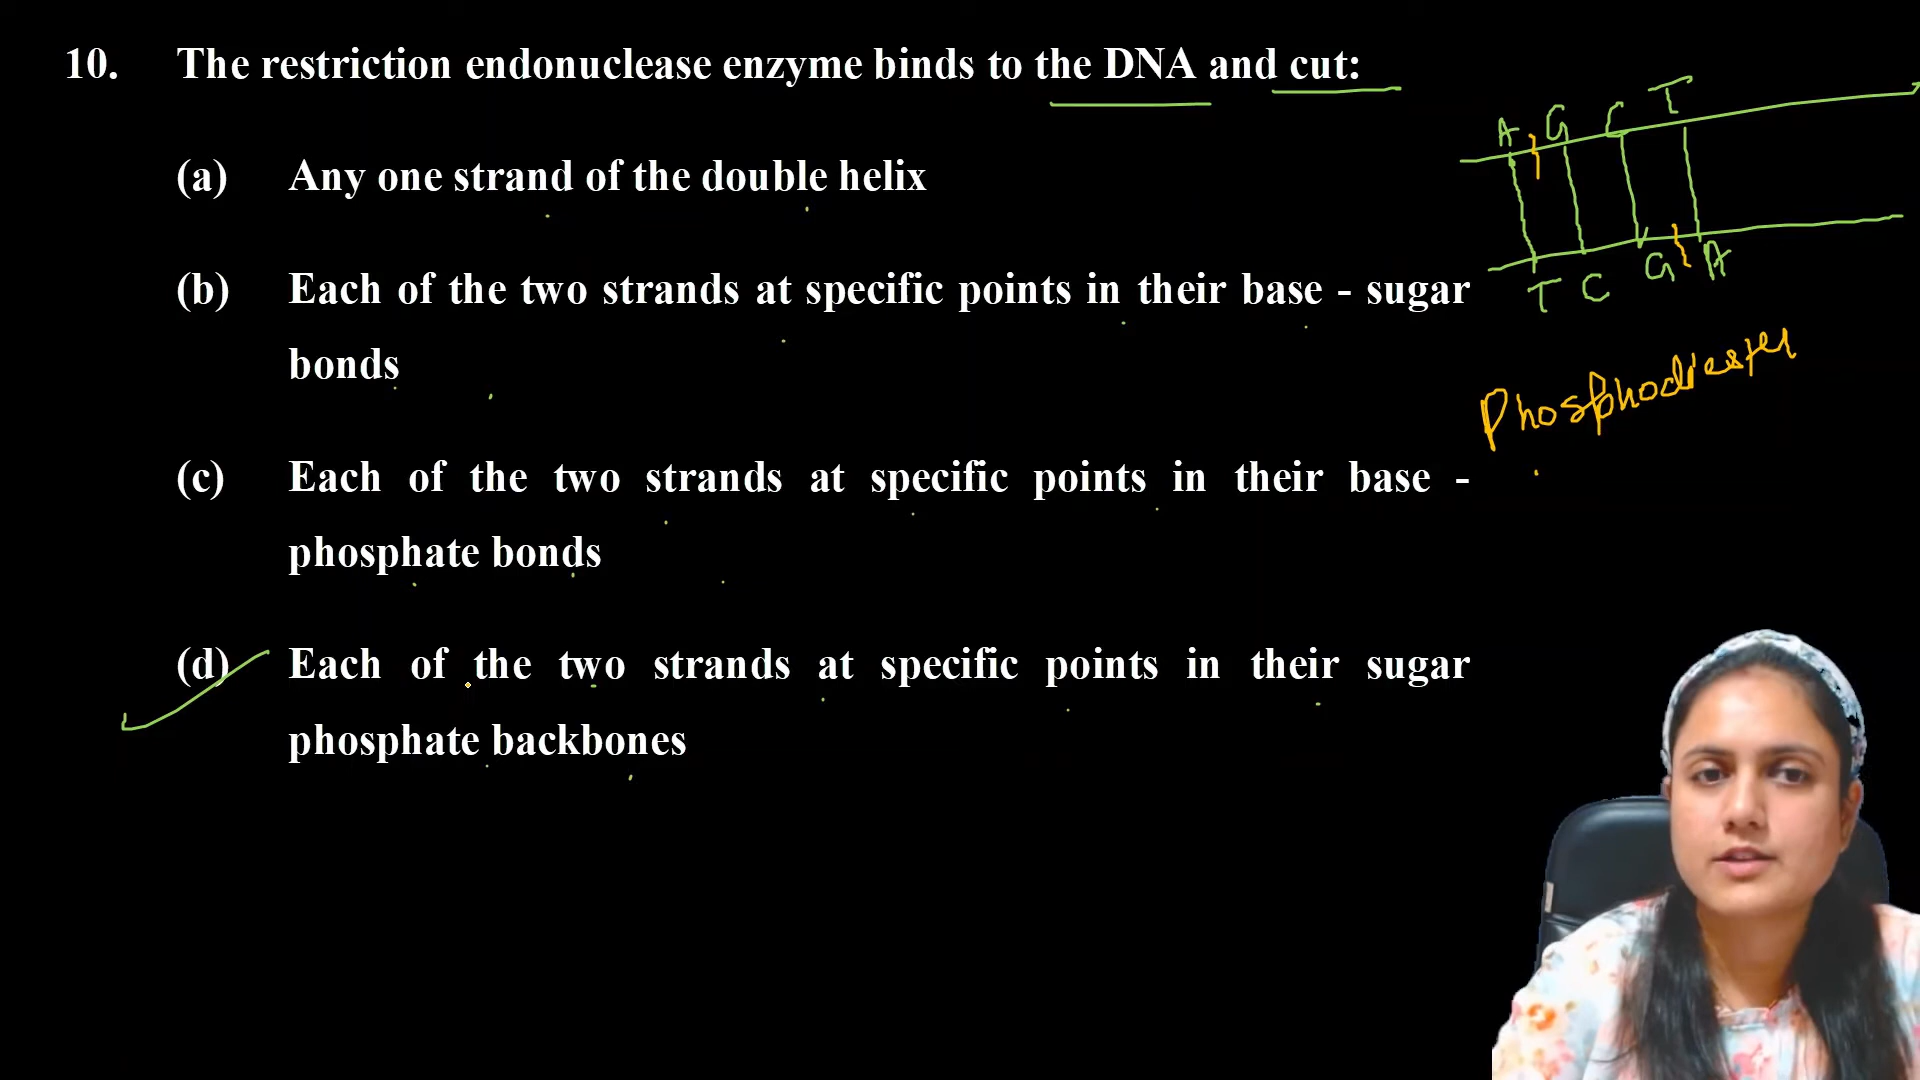 10. The restriction endonuclease enzyme binds to the DNA and cut:
(a) Any one strand of the double helix
(b) Each of the two strands at specific points in their base - sugar
bonds
(c) Each of the two strands at specific points in their base -
phosphate bonds
(d) Each of the two strands at specific points in their sugar
phosphate backbones
A G C T
T C G A
Phosphodiester